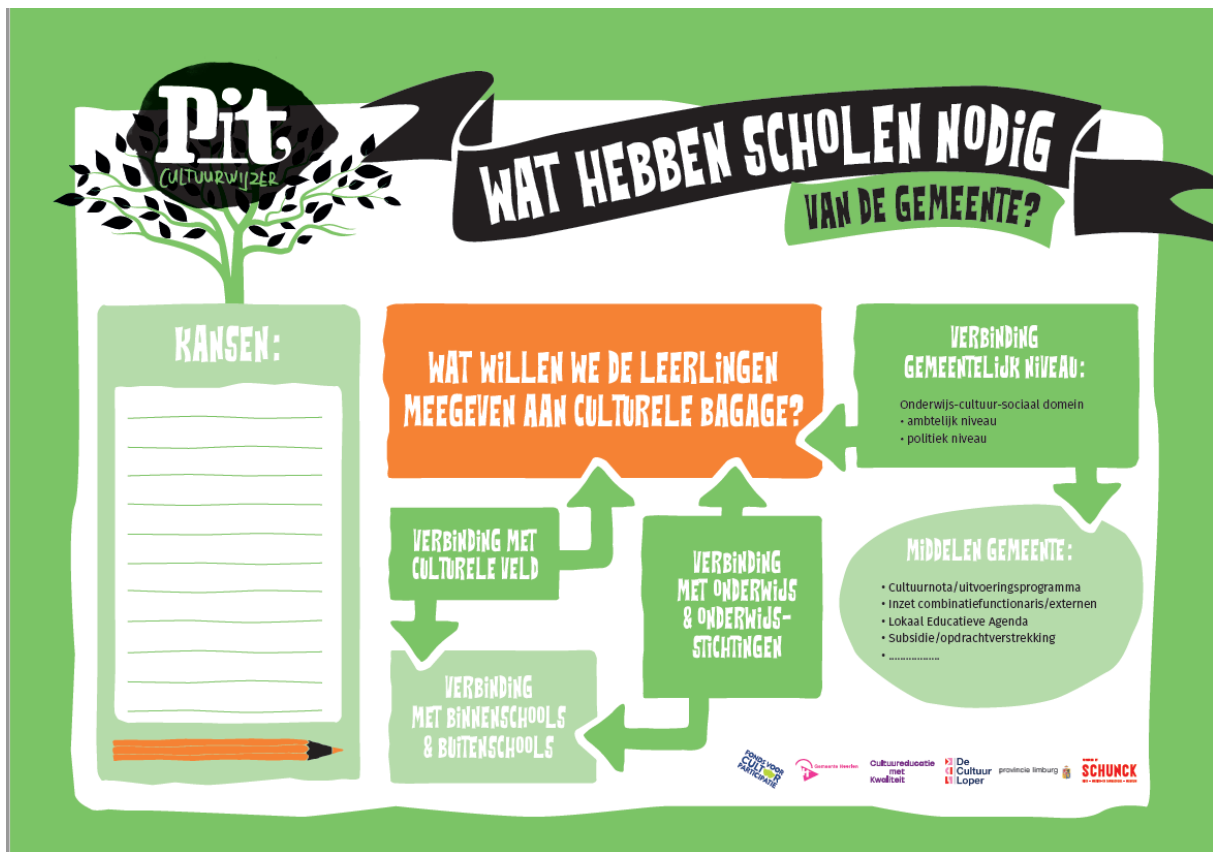 Pit
CULTUURWIJZER
WAT HEBBEN SCHOLEN NODIG
VAN DE GEMEENTE?
KANSEN:
WAT WILLEN WE DE LEERLINGEN
MEEGEVEN AAN CULTURELE BAGAGE?
VERBINDING
GEMEENTELIJK NIVEAU:
Onderwijs-cultuur-sociaal domein
• ambtelijk niveau
• politiek niveau
VERBINDING MET
CULTURELE VELD
VERBINDING
MET ONDERWIJS
& ONDERWIJS-
STICHTINGEN
MIDDELEN GEMEENTE:
• Cultuurnota/uitvoeringsprogramma
• Inzet combinatiefunctionaris/externen
• Lokaal Educatieve Agenda
• Subsidie/opdrachtverstrekking
• ..................
VERBINDING
MET BINNENSCHOOLS
& BUITENSCHOOLS
FONDS VOOR
CULTUUR
PARTICIPATIE
Gemeente Heerlen
Cultuureducatie
met
Kwaliteit
De
Cultuur
Loper
provincie limburg
SCHUNCK